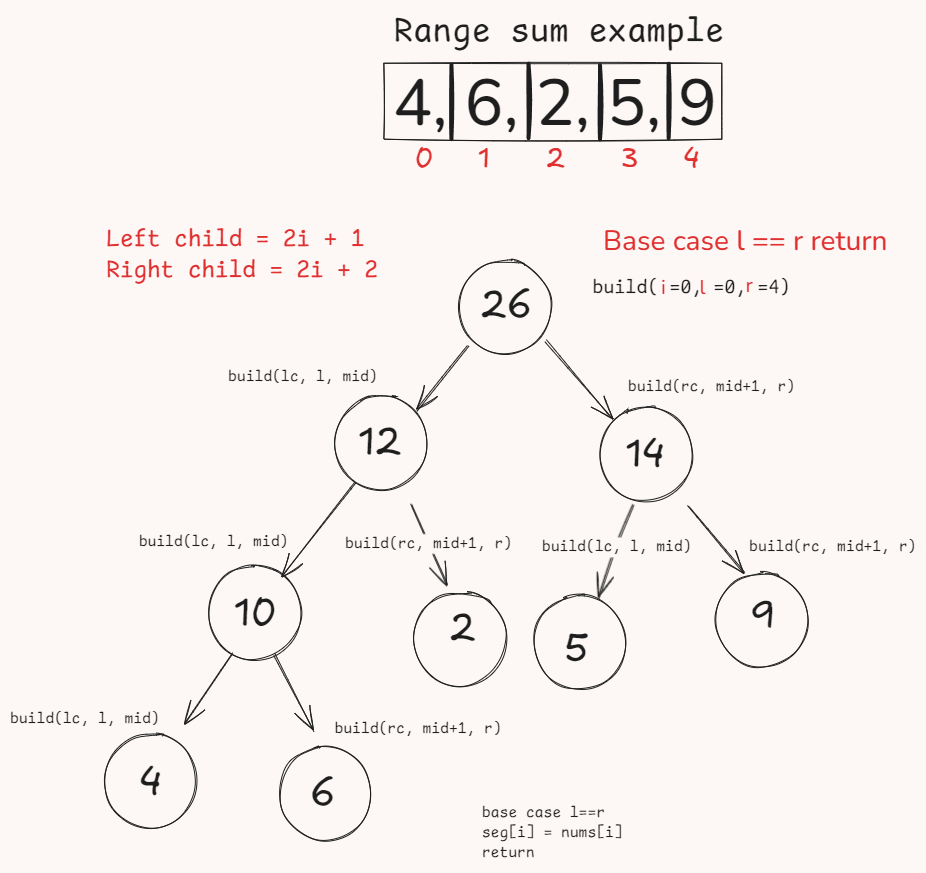 Range sum example
4, 6, 2, 5, 9
0 1 2 3 4
Left child = 2i + 1
Right child = 2i + 2
Base case l == r return
build(i=0,l =0,r=4)
26
build(lc, l, mid)
build(rc, mid+1, r)
12
14
build(lc, l, mid)
build(rc, mid+1, r)
build(lc, l, mid)
build(rc, mid+1, r)
10
2
5
9
build(lc, l, mid)
build(rc, mid+1, r)
4
6
base case l==r
seg[i] = nums[i]
return